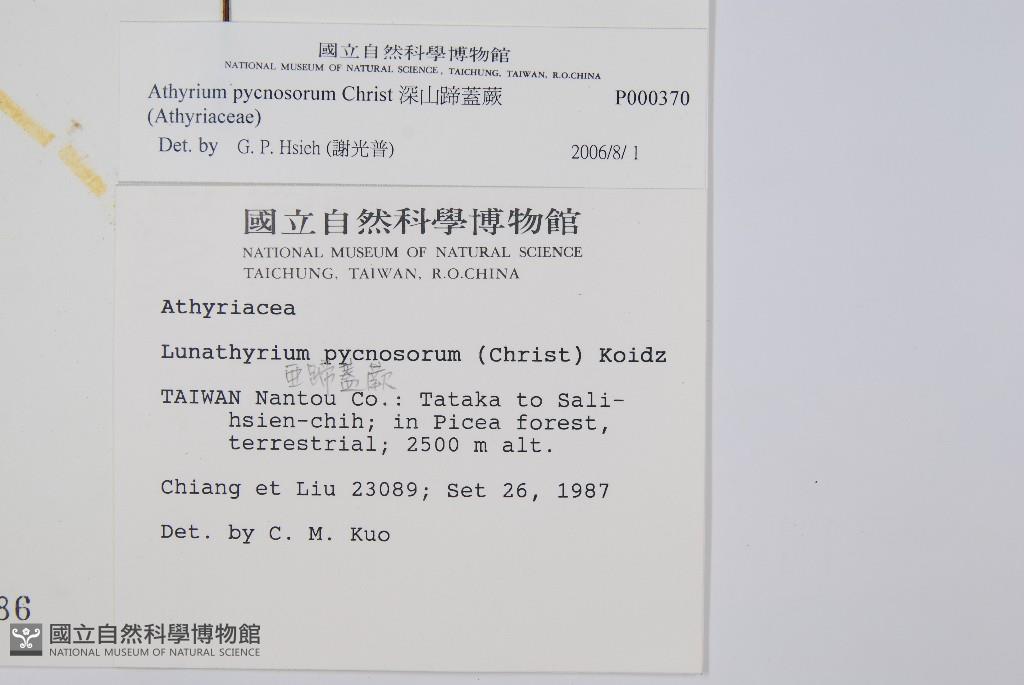 國立自然科學博物館
NATIONAL MUSEUM OF NATURAL SCIENCE, TAICHUNG, TAIWAN, R.O.CHINA
Athyrium pycnosorum Christ 深山蹄蓋蕨 P000370
(Athyriaceae)
Det. by G. P. Hsieh (謝光普) 2006/8/ 1
國立自然科學博物館
NATIONAL MUSEUM OF NATURAL SCIENCE
TAICHUNG, TAIWAN, R.O.CHINA
Athyriacea
Lunathyrium pycnosorum (Christ) Koidz
亞蹄蓋蕨
TAIWAN Nantou Co.: Tataka to Sali-
hsien-chih; in Picea forest,
terrestrial; 2500 m alt.
Chiang et Liu 23089; Set 26, 1987
Det. by C. M. Kuo
86
國立自然科學博物館
NATIONAL MUSEUM OF NATURAL SCIENCE